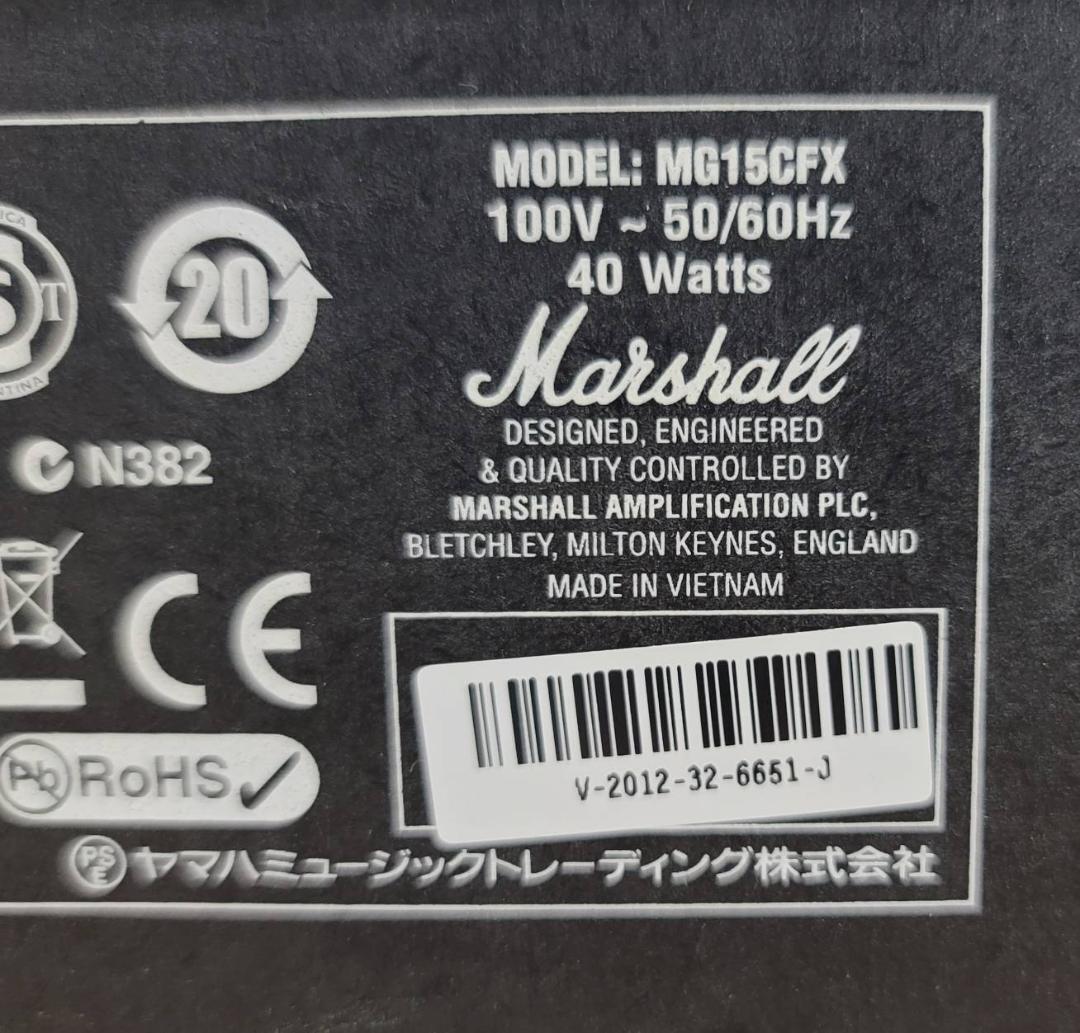 MODEL: MG15CFX
100V ~ 50/60Hz
40 Watts
Marshall
DESIGNED, ENGINEERED
& QUALITY CONTROLLED BY
MARSHALL AMPLIFICATION PLC,
BLETCHLEY, MILTON KEYNES, ENGLAND
MADE IN VIETNAM
V-2012-32-6651-J
S T
20
N382
CE
Pb RoHS
PSE ヤマハミュージックトレーディング株式会社